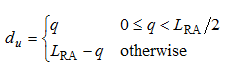 d_u = { q    0 ≤ q < L_RA / 2
L_RA − q    otherwise